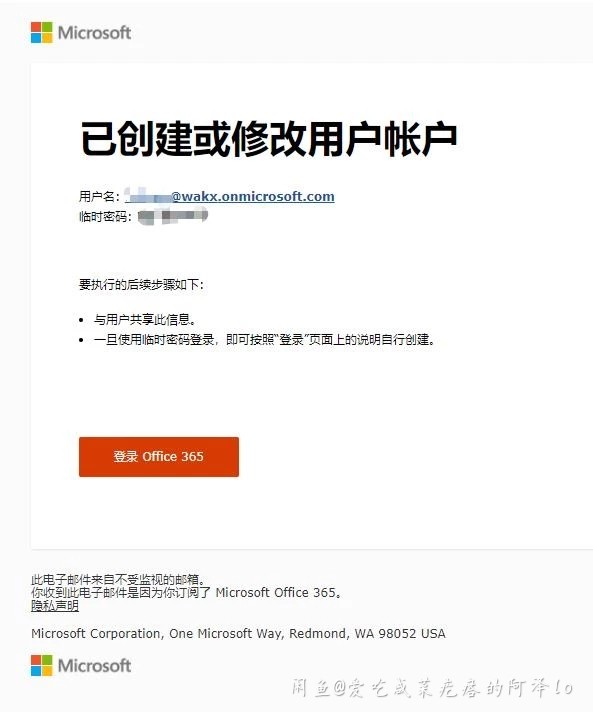 Microsoft
已创建或修改用户帐户
用户名: @wakx.onmicrosoft.com
临时密码:
要执行的后续步骤如下:
• 与用户共享此信息。
• 一旦使用临时密码登录，即可按照“登录”页面上的说明自行创建。
登录 Office 365
此电子邮件来自不受监视的邮箱。
你收到此电子邮件是因为你订阅了 Microsoft Office 365。
隐私声明
Microsoft Corporation, One Microsoft Way, Redmond, WA 98052 USA
Microsoft
闲鱼@爱吃咸菜疙瘩的阿泽lo